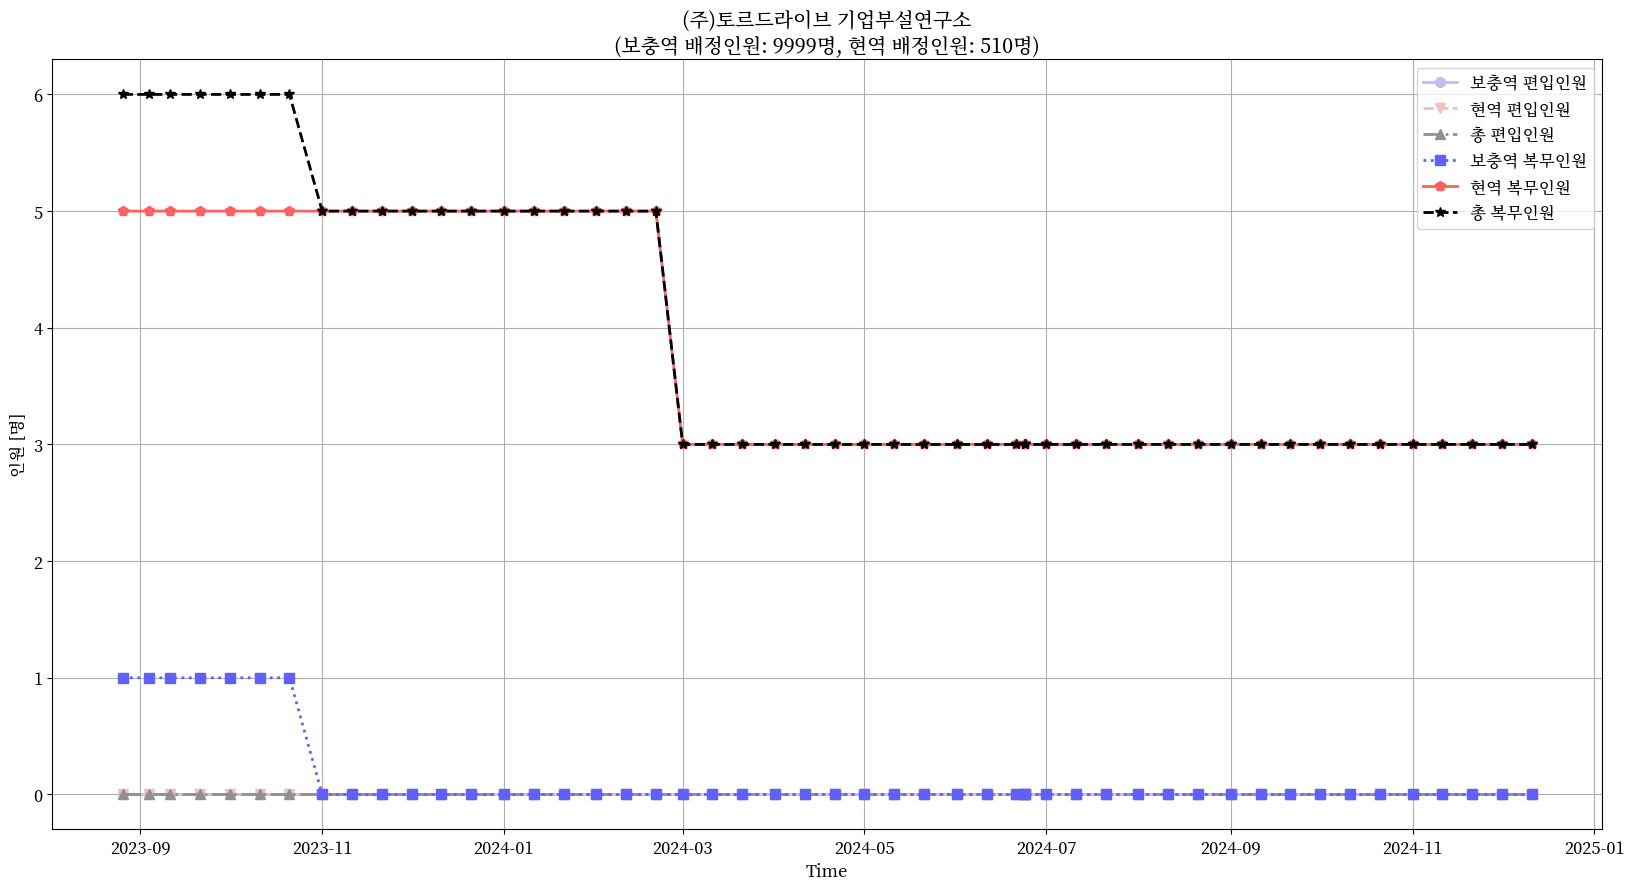 (주)토르드라이브 기업부설연구소
(보충역 배정인원: 9999명, 현역 배정인원: 510명)
보충역 편입인원
현역 편입인원
총 편입인원
보충역 복무인원
현역 복무인원
총 복무인원
인원 [명]
6
5
4
3
2
1
0
2023-09
2023-11
2024-01
2024-03
2024-05
2024-07
2024-09
2024-11
2025-01
Time